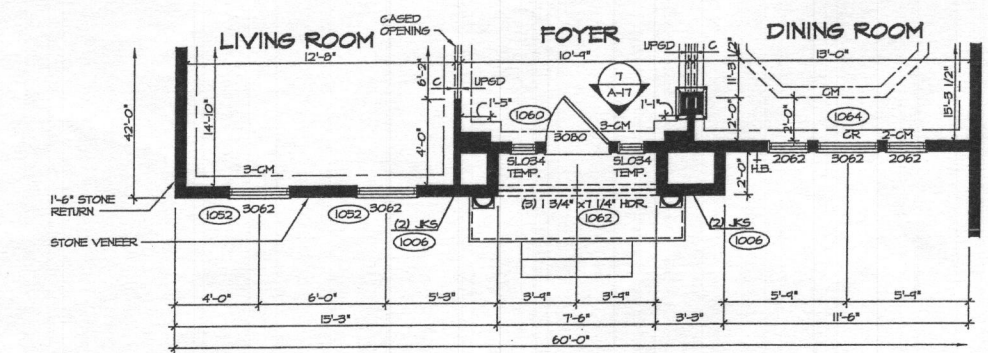 CASED
OPENING
LIVING ROOM
FOYER
DINING ROOM
12'-6"
10'-9"
13'-0"
UPGD
C
UPGD
C
6'-2"
11'-3 1/2"
42'-0"
14'-10"
4'-0"
7
A-17
1'-5"
1060
3080
3-CM
1'-1"
CM
1064
2'-0"
2'-0"
15'-3 1/2"
CR
2-CM
3-CM
SLO34
TEMP.
SLO34
TEMP.
2062
3062
2062
H.B.
2'-0"
1'-6" STONE
RETURN
1052
3062
1052
3062
(3) 1 3/4" x7 1/4" HDR.
1062
(2) JKS
1006
(2) JKS
1006
STONE VENEER
4'-0"
6'-0"
5'-3"
3'-9"
3'-9"
5'-9"
5'-9"
15'-3"
7'-6"
3'-3"
11'-6"
60'-0"